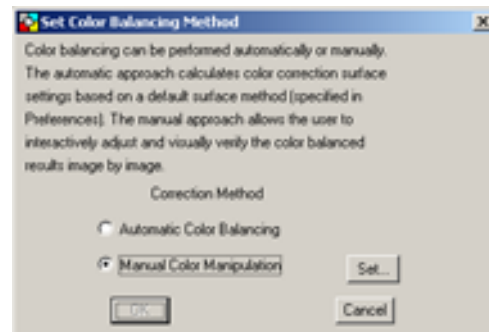 Set Color Balancing Method
Color balancing can be performed automatically or manually.
The automatic approach calculates color correction surface
settings based on a default surface method (specified in
Preferences). The manual approach allows the user to
interactively adjust and visually verify the color balanced
results image by image.
Correction Method
Automatic Color Balancing
Manual Color Manipulation
Set...
OK
Cancel